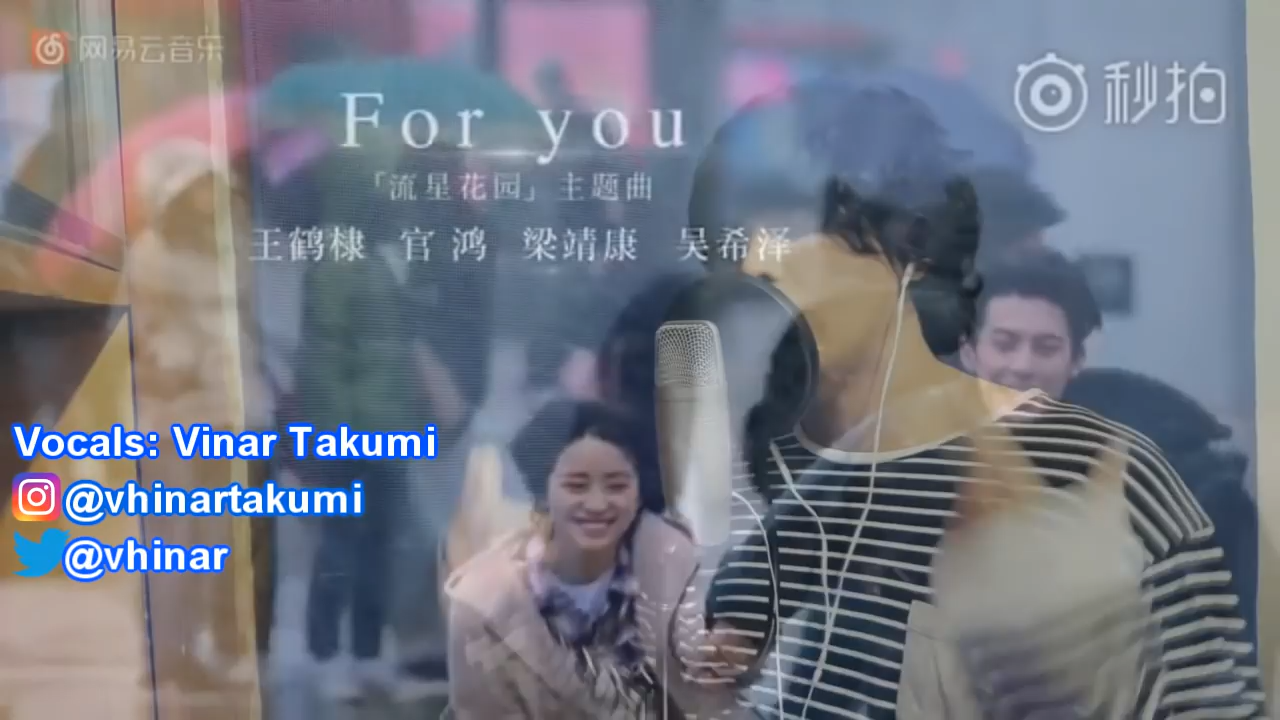 网易云音乐
秒拍
For you
「流星花园」主题曲
王鹤棣 官鸿 梁靖康 吴希泽
Vocals: Vinar Takumi
@vhinartakumi
@vhinar